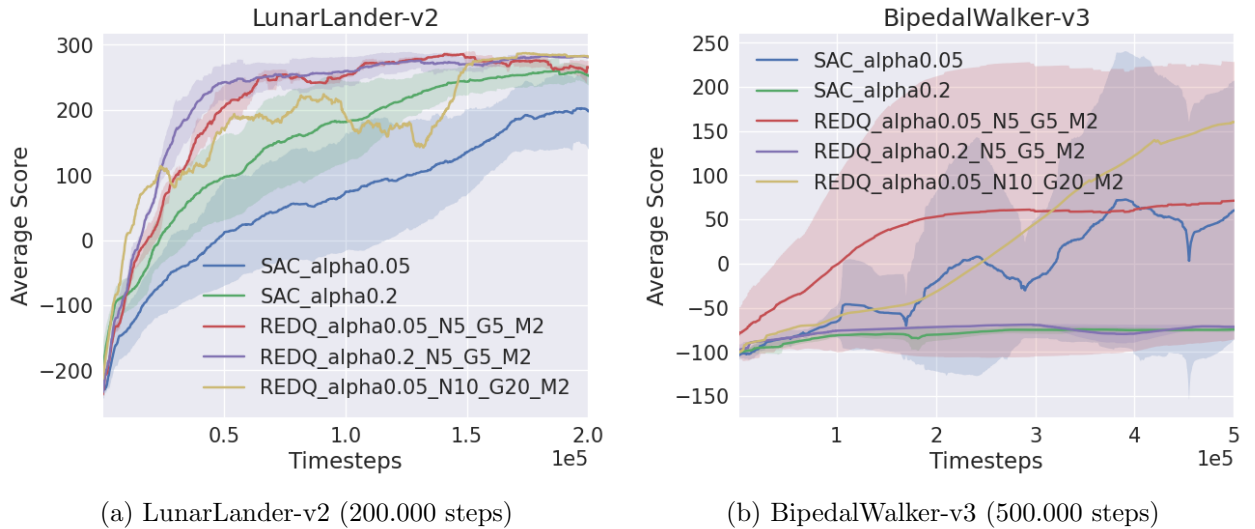 LunarLander-v2
300
200
100
0
−100
−200
Average Score
SAC_alpha0.05
SAC_alpha0.2
REDQ_alpha0.05_N5_G5_M2
REDQ_alpha0.2_N5_G5_M2
REDQ_alpha0.05_N10_G20_M2
0.5 1.0 1.5 2.0
Timesteps 1e5
(a) LunarLander-v2 (200.000 steps)
BipedalWalker-v3
250
200
150
100
50
0
−50
−100
−150
Average Score
SAC_alpha0.05
SAC_alpha0.2
REDQ_alpha0.05_N5_G5_M2
REDQ_alpha0.2_N5_G5_M2
REDQ_alpha0.05_N10_G20_M2
1 2 3 4 5
Timesteps 1e5
(b) BipedalWalker-v3 (500.000 steps)